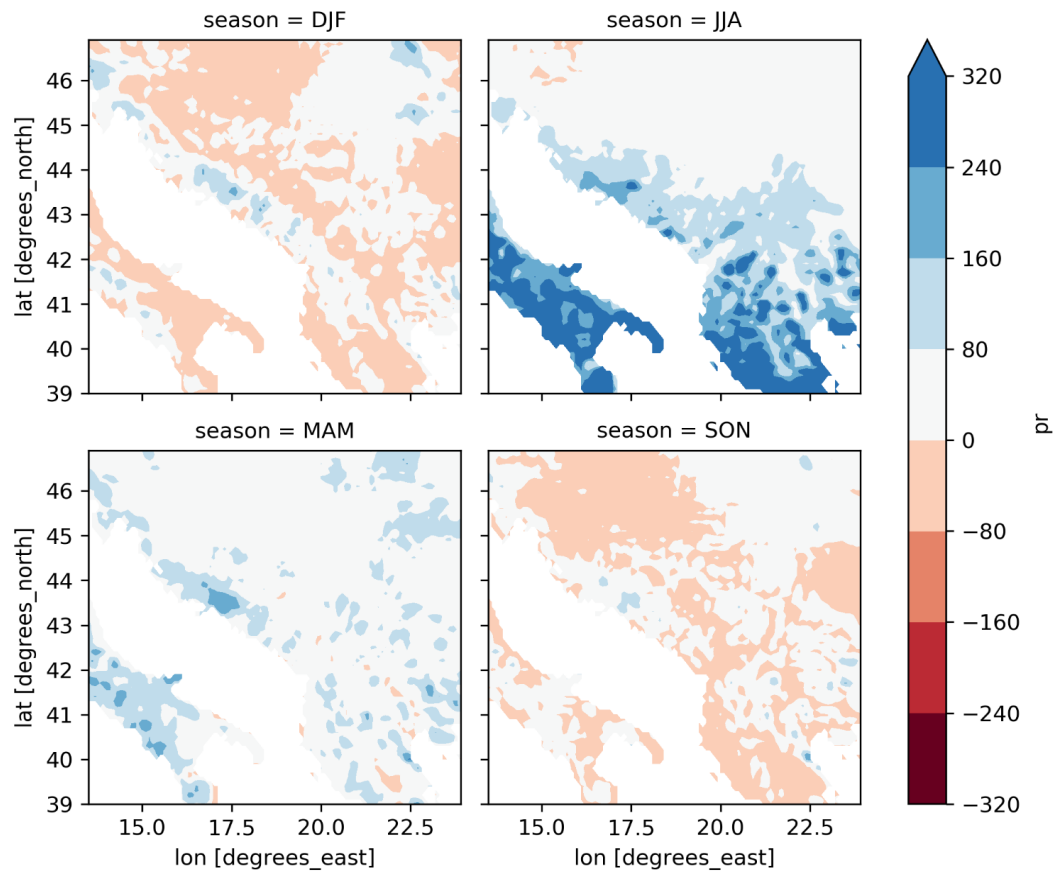 season = DJF
season = JJA
46
45
44
43
42
41
40
39
lat [degrees_north]
320
240
160
80
0
−80
−160
−240
−320
pr
season = MAM
season = SON
46
45
44
43
42
41
40
39
lat [degrees_north]
15.0 17.5 20.0 22.5
lon [degrees_east]
15.0 17.5 20.0 22.5
lon [degrees_east]